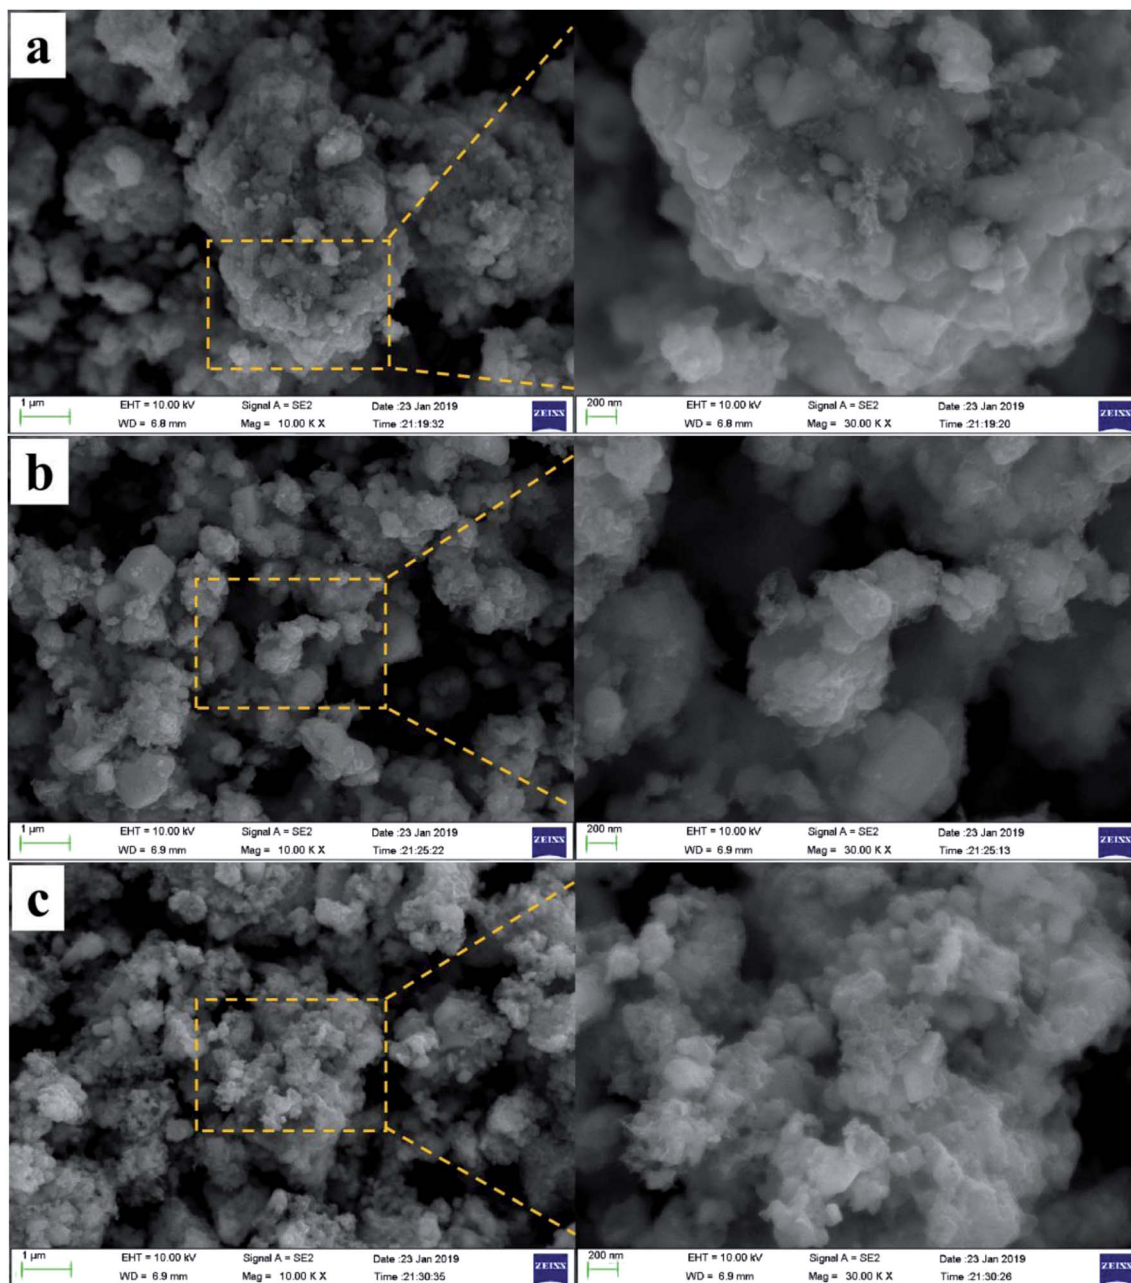 a
1 µm
EHT = 10.00 kV Signal A = SE2 Date :23 Jan 2019
WD = 6.8 mm Mag = 10.00 K X Time :21:19:32
ZEISS
200 nm
EHT = 10.00 kV Signal A = SE2 Date :23 Jan 2019
WD = 6.8 mm Mag = 30.00 K X Time :21:19:20
ZEISS
b
1 µm
EHT = 10.00 kV Signal A = SE2 Date :23 Jan 2019
WD = 6.9 mm Mag = 10.00 K X Time :21:25:22
ZEISS
200 nm
EHT = 10.00 kV Signal A = SE2 Date :23 Jan 2019
WD = 6.9 mm Mag = 30.00 K X Time :21:25:13
ZEISS
c
1 µm
EHT = 10.00 kV Signal A = SE2 Date :23 Jan 2019
WD = 6.9 mm Mag = 10.00 K X Time :21:30:35
ZEISS
200 nm
EHT = 10.00 kV Signal A = SE2 Date :23 Jan 2019
WD = 6.9 mm Mag = 30.00 K X Time :21:30:26
ZEISS